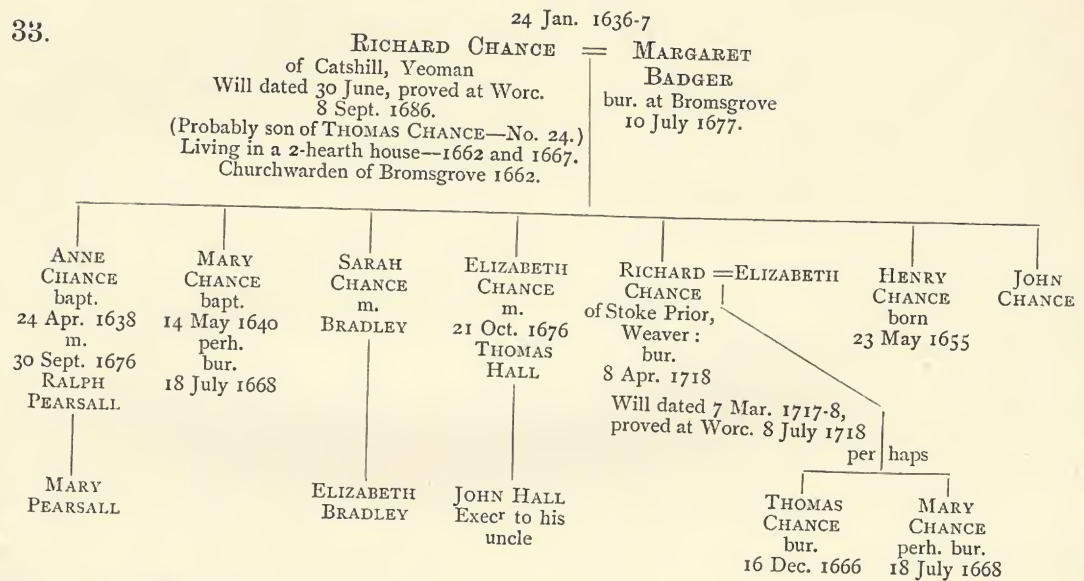 33.
24 Jan. 1636-7
RICHARD CHANCE = MARGARET
BADGER
of Catshill, Yeoman
Will dated 30 June, proved at Worc.
8 Sept. 1686.
(Probably son of THOMAS CHANCE—No. 24.)
Living in a 2-hearth house—1662 and 1667.
Churchwarden of Bromsgrove 1662.
bur. at Bromsgrove
10 July 1677.
ANNE
CHANCE
bapt.
24 Apr. 1638
m.
30 Sept. 1676
RALPH
PEARSALL
MARY
PEARSALL
MARY
CHANCE
bapt.
14 May 1640
perh.
bur.
18 July 1668
SARAH
CHANCE
m.
BRADLEY
ELIZABETH
BRADLEY
ELIZABETH
CHANCE
m.
21 Oct. 1676
THOMAS
HALL
JOHN HALL
Execr to his
uncle
RICHARD = ELIZABETH
CHANCE
of Stoke Prior,
Weaver :
bur.
8 Apr. 1718
Will dated 7 Mar. 1717-8,
proved at Worc. 8 July 1718
per haps
THOMAS
CHANCE
bur.
16 Dec. 1666
MARY
CHANCE
perh. bur.
18 July 1668
HENRY
CHANCE
born
23 May 1655
JOHN
CHANCE